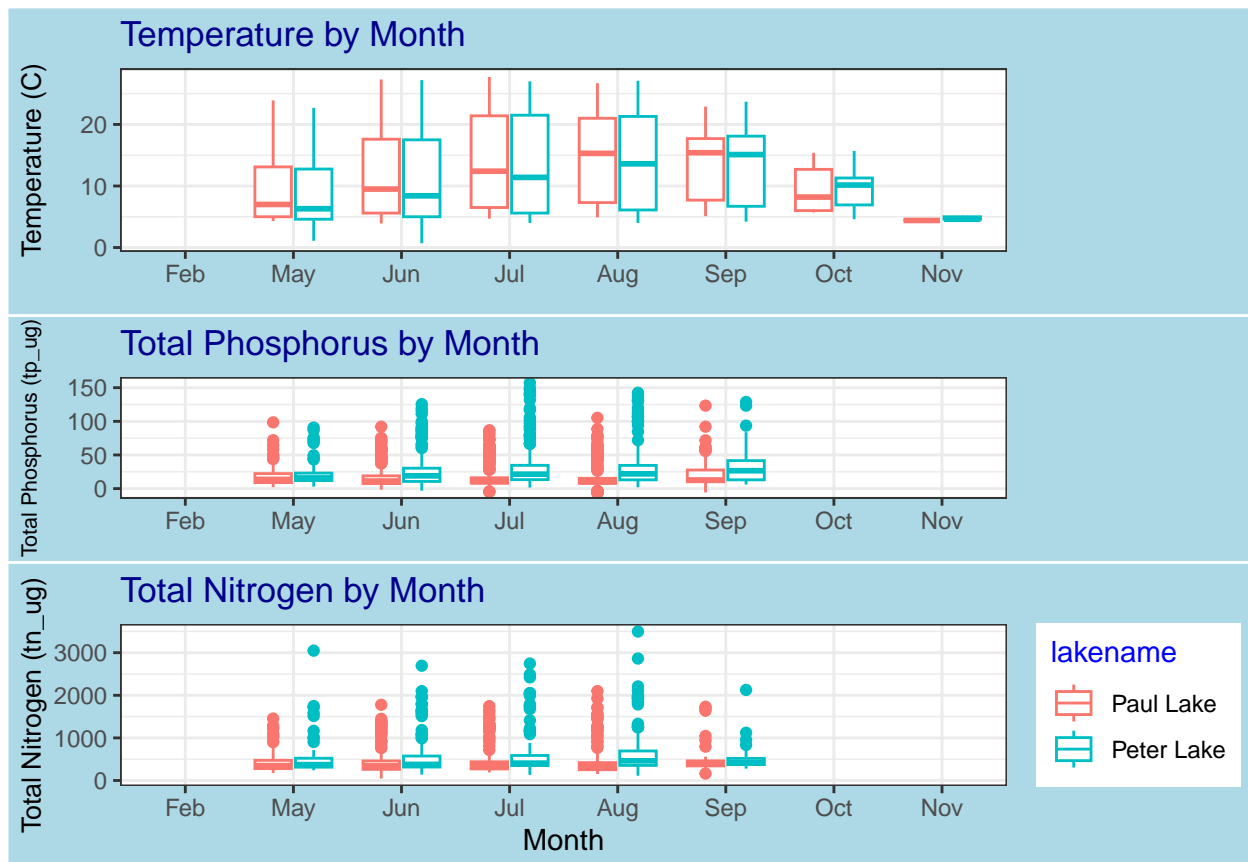 Temperature by Month
Temperature (C)
20
10
0
Feb May Jun Jul Aug Sep Oct Nov
Total Phosphorus by Month
Total Phosphorus (tp_ug)
150
100
50
0
Feb May Jun Jul Aug Sep Oct Nov
Total Nitrogen by Month
Total Nitrogen (tn_ug)
3000
2000
1000
0
Feb May Jun Jul Aug Sep Oct Nov
Month
lakename
Paul Lake
Peter Lake